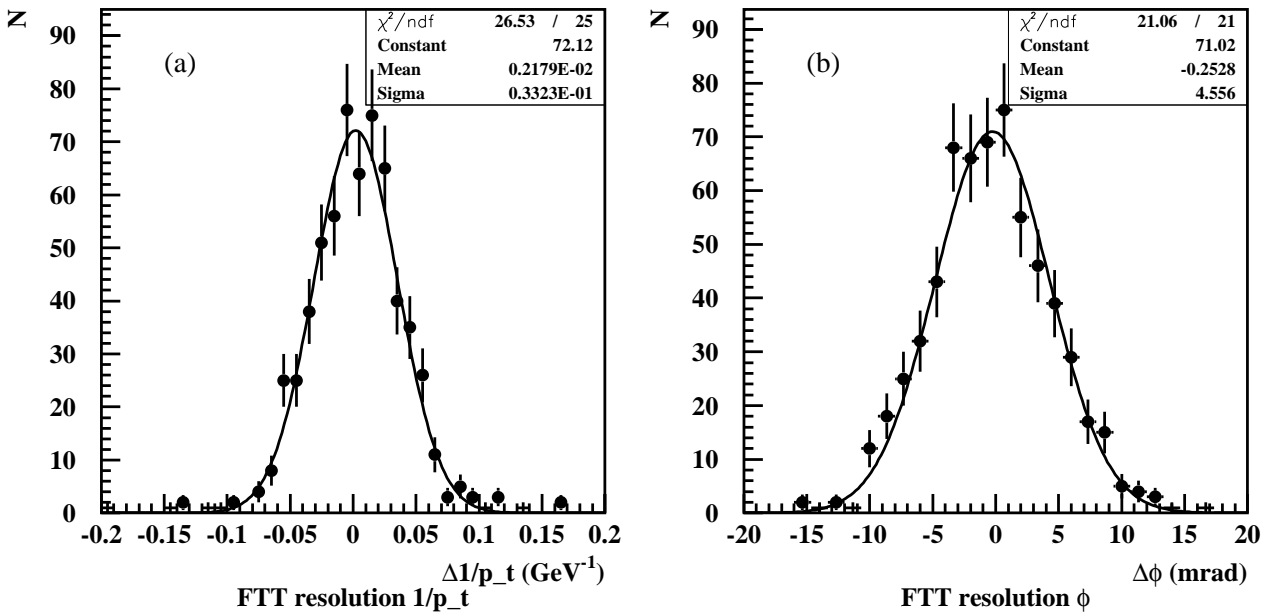 N
(a)
χ²/ndf 26.53 / 25
Constant 72.12
Mean 0.2179E-02
Sigma 0.3323E-01
90
80
70
60
50
40
30
20
10
0
-0.2 -0.15 -0.1 -0.05 0 0.05 0.1 0.15 0.2
Δ1/p_t (GeV⁻¹)
FTT resolution 1/p_t
N
(b)
χ²/ndf 21.06 / 21
Constant 71.02
Mean -0.2528
Sigma 4.556
90
80
70
60
50
40
30
20
10
0
-20 -15 -10 -5 0 5 10 15 20
Δϕ (mrad)
FTT resolution ϕ